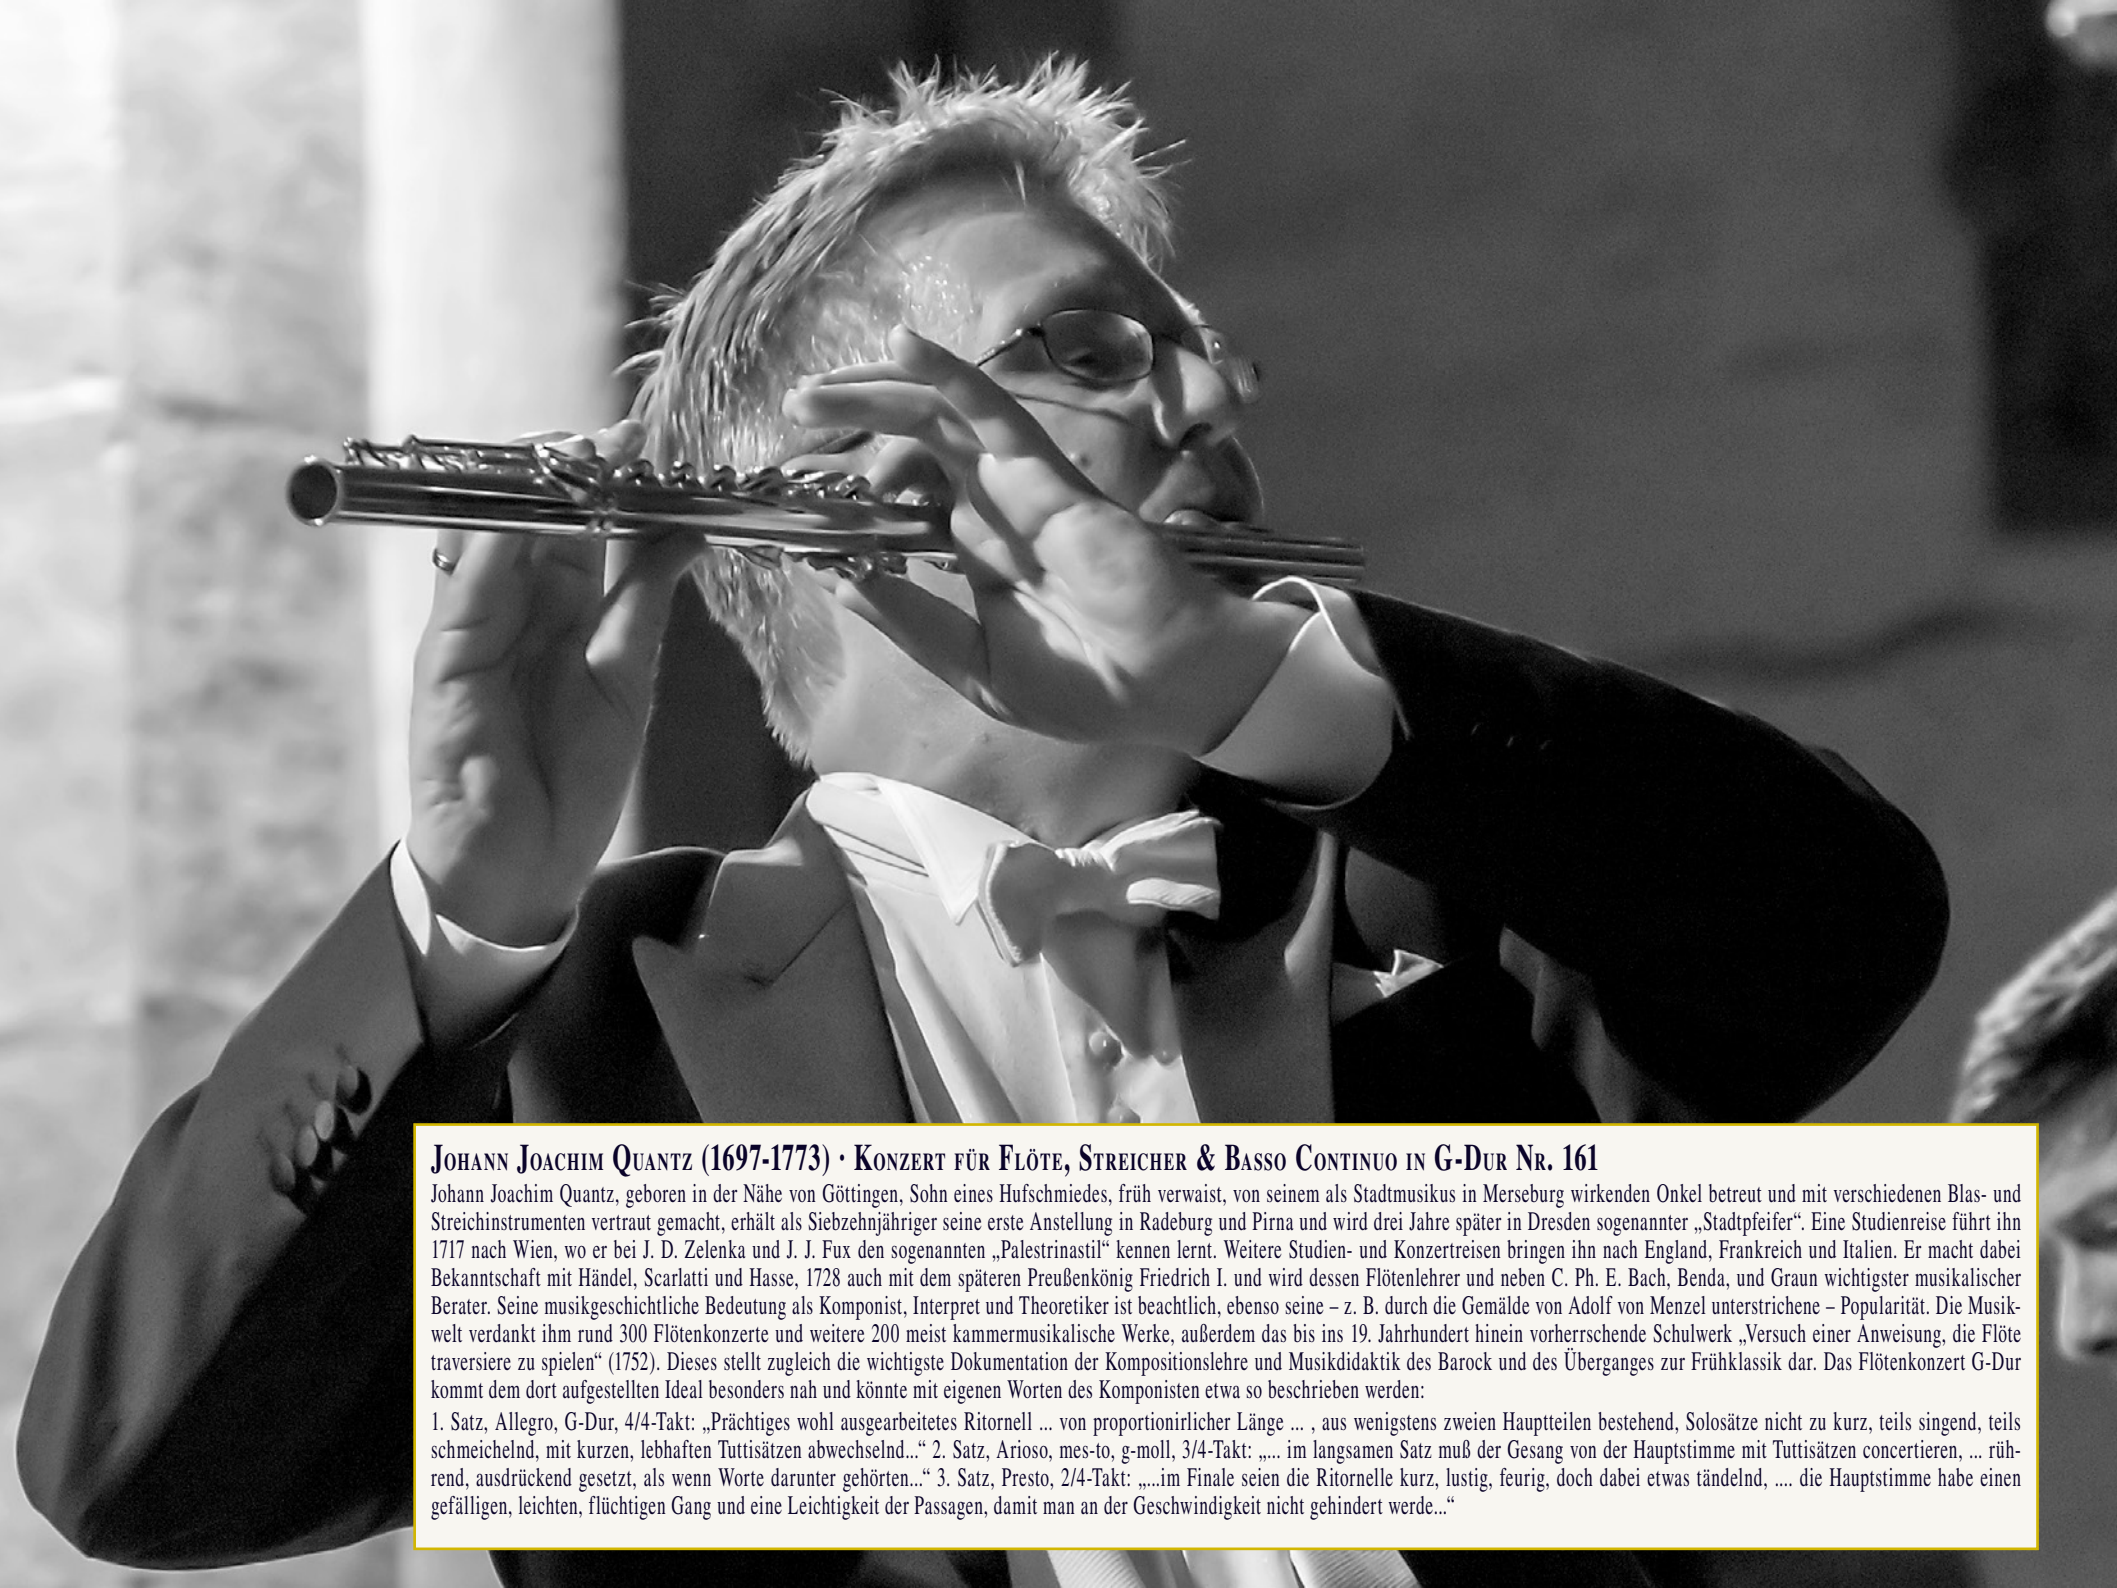 Johann Joachim Quantz (1697-1773) · Konzert für Flöte, Streicher & Basso Continuo in G-Dur Nr. 161
Johann Joachim Quantz, geboren in der Nähe von Göttingen, Sohn eines Hufschmiedes, früh verwaist, von seinem als Stadtmusikus in Merseburg wirkenden Onkel betreut und mit verschiedenen Blas- und
Streichinstrumenten vertraut gemacht, erhält als Siebzehnjähriger seine erste Anstellung in Radeburg und Pirna und wird drei Jahre später in Dresden sogenannter „Stadtpfeifer“. Eine Studienreise führt ihn
1717 nach Wien, wo er bei J. D. Zelenka und J. J. Fux den sogenannten „Palestrinastil“ kennen lernt. Weitere Studien- und Konzertreisen bringen ihn nach England, Frankreich und Italien. Er macht dabei
Bekanntschaft mit Händel, Scarlatti und Hasse, 1728 auch mit dem späteren Preußenkönig Friedrich I. und wird dessen Flötenlehrer und neben C. Ph. E. Bach, Benda, und Graun wichtigster musikalischer
Berater. Seine musikgeschichtliche Bedeutung als Komponist, Interpret und Theoretiker ist beachtlich, ebenso seine – z. B. durch die Gemälde von Adolf von Menzel unterstrichene – Popularität. Die Musik-
welt verdankt ihm rund 300 Flötenkonzerte und weitere 200 meist kammermusikalische Werke, außerdem das bis ins 19. Jahrhundert hinein vorherrschende Schulwerk „Versuch einer Anweisung, die Flöte
traversiere zu spielen“ (1752). Dieses stellt zugleich die wichtigste Dokumentation der Kompositionslehre und Musikdidaktik des Barock und des Überganges zur Frühklassik dar. Das Flötenkonzert G-Dur
kommt dem dort aufgestellten Ideal besonders nah und könnte mit eigenen Worten des Komponisten etwa so beschrieben werden:
1. Satz, Allegro, G-Dur, 4/4-Takt: „Prächtiges wohl ausgearbeitetes Ritornell ... von proportionirlicher Länge ... , aus wenigstens zweien Hauptteilen bestehend, Solosätze nicht zu kurz, teils singend, teils
schmeichelnd, mit kurzen, lebhaften Tuttisätzen abwechselnd...“ 2. Satz, Arioso, mes-to, g-moll, 3/4-Takt: „... im langsamen Satz muß der Gesang von der Hauptstimme mit Tuttisätzen concertieren, ... rüh-
rend, ausdrückend gesetzt, als wenn Worte darunter gehörten...“ 3. Satz, Presto, 2/4-Takt: „...im Finale seien die Ritornelle kurz, lustig, feurig, doch dabei etwas tändelnd, .... die Hauptstimme habe einen
gefälligen, leichten, flüchtigen Gang und eine Leichtigkeit der Passagen, damit man an der Geschwindigkeit nicht gehindert werde...“